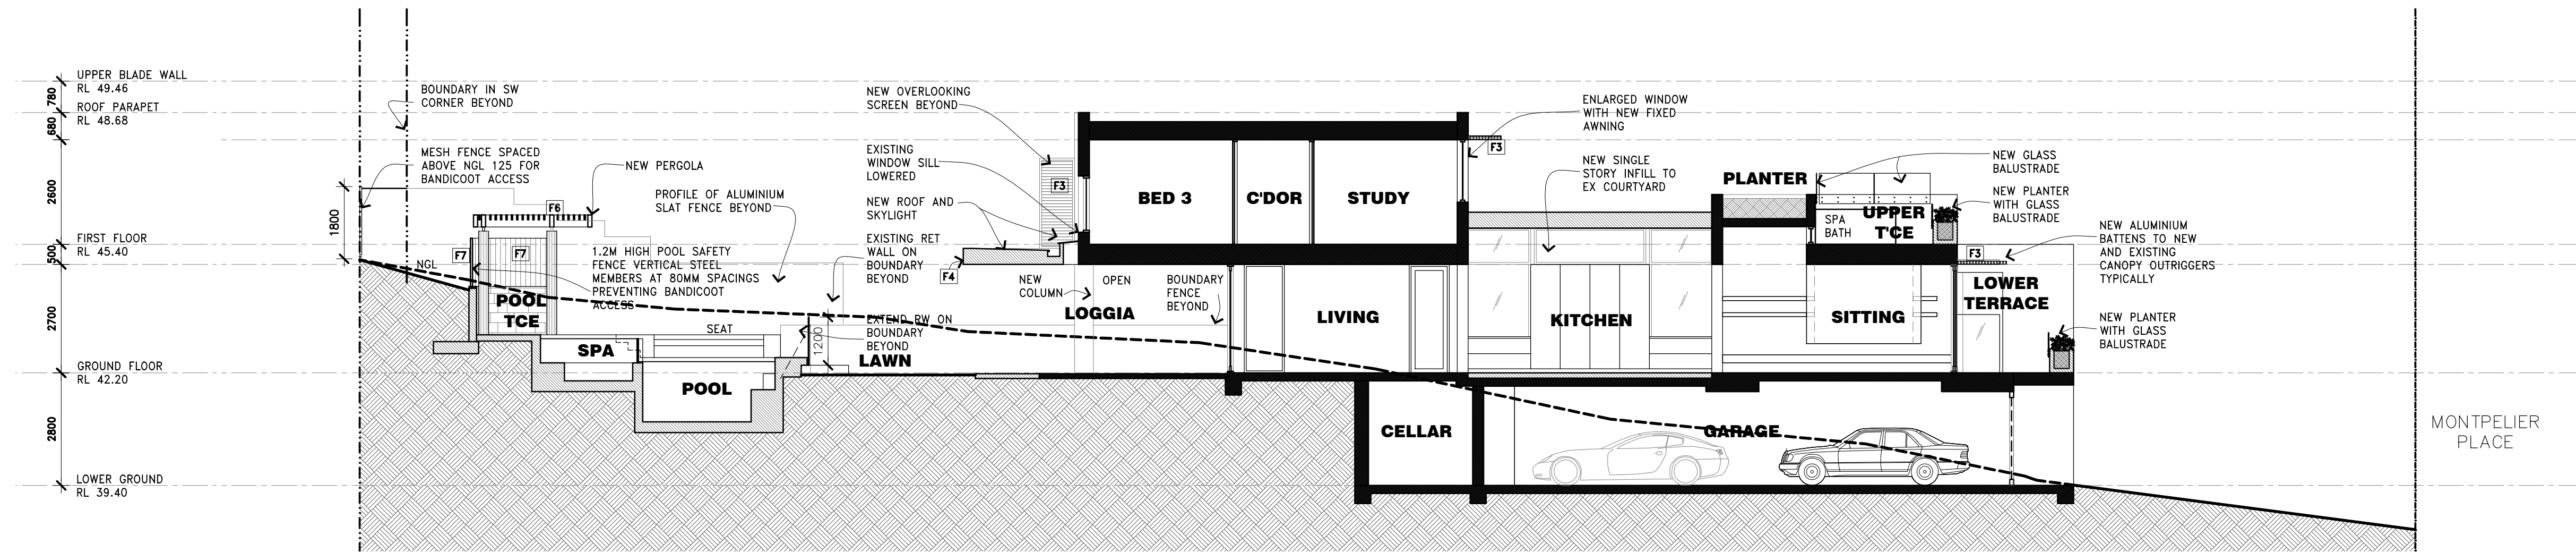 UPPER BLADE WALL
RL 49.46
780
ROOF PARAPET
RL 48.68
680
2600
FIRST FLOOR
RL 45.40
500
2700
GROUND FLOOR
RL 42.20
2800
LOWER GROUND
RL 39.40
1800
BOUNDARY IN SW
CORNER BEYOND
MESH FENCE SPACED
ABOVE NGL 125 FOR
BANDICOOT ACCESS
NEW PERGOLA
F6
PROFILE OF ALUMINIUM
SLAT FENCE BEYOND
NGL
F7
F7
1.2M HIGH POOL SAFETY
FENCE VERTICAL STEEL
MEMBERS AT 80MM SPACINGS
PREVENTING BANDICOOT
ACCESS
POOL
TCE
SEAT
SPA
POOL
1200
NEW OVERLOOKING
SCREEN BEYOND
EXISTING
WINDOW SILL
LOWERED
NEW ROOF AND
SKYLIGHT
EXISTING RET
WALL ON
BOUNDARY
BEYOND
EXTEND RW ON
BOUNDARY
BEYOND
LAWN
F3
F4
NEW
COLUMN
OPEN
LOGGIA
BOUNDARY
FENCE
BEYOND
BED 3
C'DOR
STUDY
LIVING
CELLAR
ENLARGED WINDOW
WITH NEW FIXED
AWNING
F3
NEW SINGLE
STORY INFILL TO
EX COURTYARD
KITCHEN
GARAGE
PLANTER
SPA
BATH
UPPER
T'CE
SITTING
NEW GLASS
BALUSTRADE
NEW PLANTER
WITH GLASS
BALUSTRADE
F3
NEW ALUMINIUM
BATTENS TO NEW
AND EXISTING
CANOPY OUTRIGGERS
TYPICALLY
LOWER
TERRACE
NEW PLANTER
WITH GLASS
BALUSTRADE
MONTPELIER
PLACE